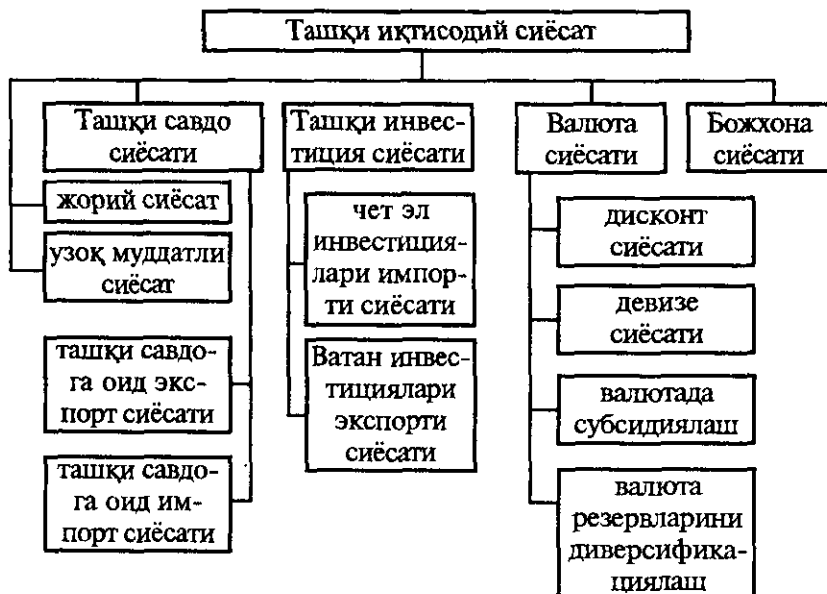 Ташқи иқтисодий сиёсат
Ташқи савдо
сиёсати
жорий сиёсат
узоқ муддатли
сиёсат
ташқи савдо-
га оид экс-
порт сиёсати
ташқи савдо-
га оид им-
порт сиёсати
Ташқи инвес-
тиция сиёсати
чет эл
инвестиция-
лари импор-
ти сиёсати
Ватан инвес-
тициялари
экспорти
сиёсати
Валюта
сиёсати
дисконт
сиёсати
девизе
сиёсати
валютада
субсидиялаш
валюта
резервларини
диверсифика-
циялаш
Божхона
сиёсати